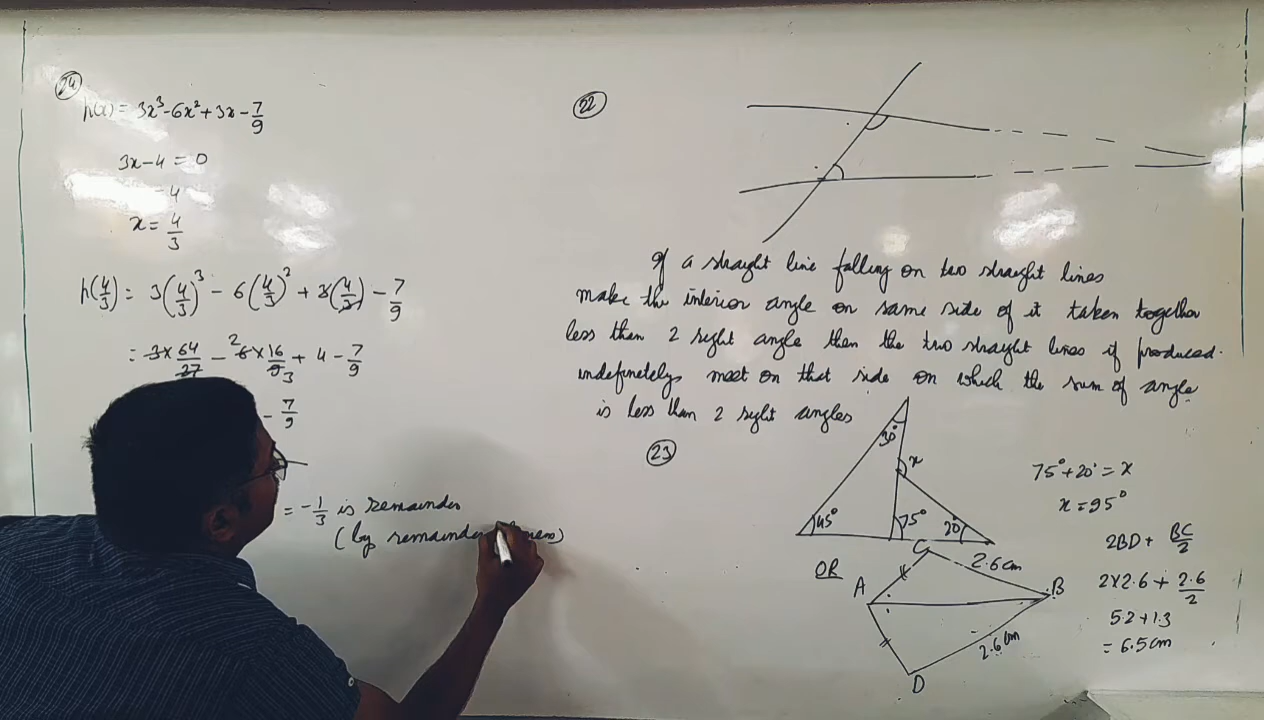 24
p(x) = 3x³-6x²+3x-7/9
3x-4 = 0
4
x = 4/3
p(4/3) = 3(4/3)³ - 6(4/3)² + 3(4/3) - 7/9
= 3×64/27 - 2 6×16/9 3 + 4 - 7/9
- 7/9
= -1/3 is remainder
(by remainder
22
If a straight line falling on two straight lines
make the interior angle on same side of it taken together
less than 2 right angle then the two straight lines if produced.
indefinetely meet on that side on which the sum of angle
is less than 2 right angles
23
30°
x
45°
75°
20°
75°+20° = x
x = 95°
OR
C
2.6cm
A
B
2.6cm
D
2BD + BC/2
2×2.6 + 2.6/2
5.2+1.3
= 6.5cm